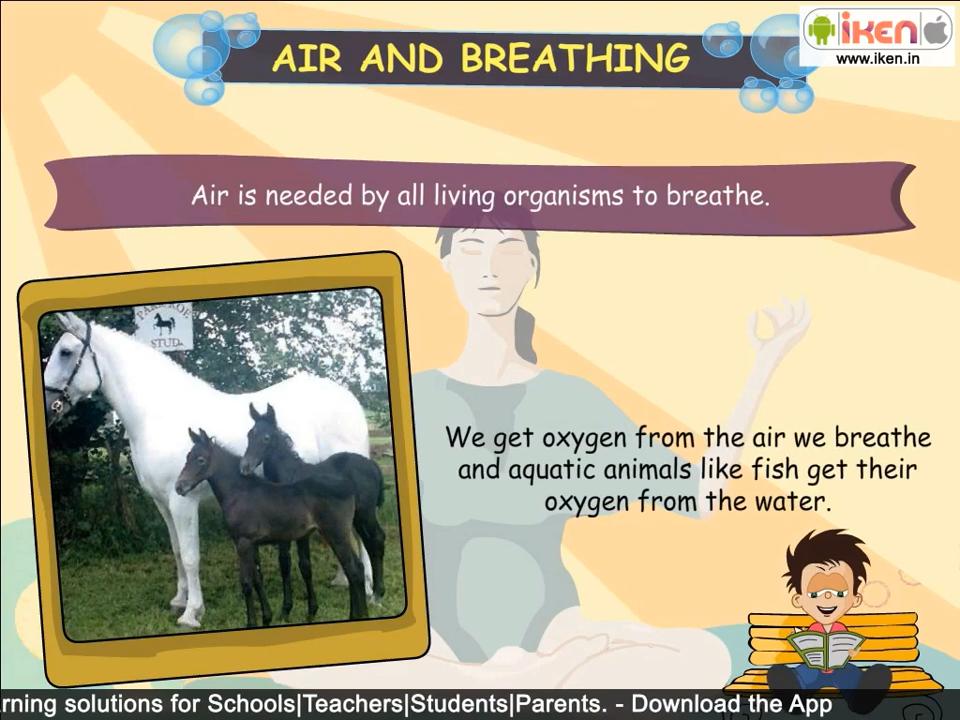 AIR AND BREATHING
iKEN
www.iken.in
Air is needed by all living organisms to breathe.
STUD
We get oxygen from the air we breathe
and aquatic animals like fish get their
oxygen from the water.
rning solutions for Schools|Teachers|Students|Parents. - Download the App